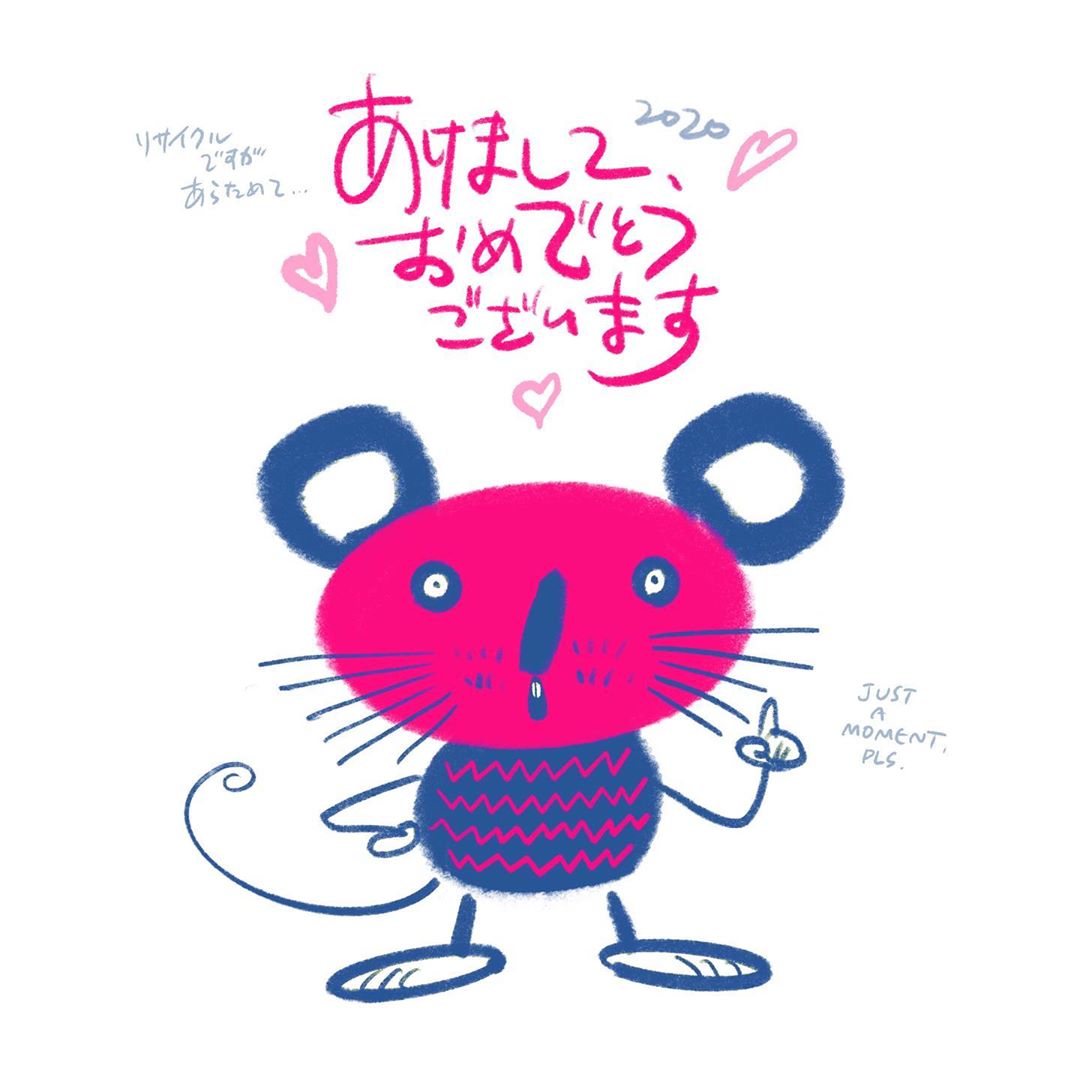 リサイクル
ですが
あらためて...
あけまして、
おめでとう
ございます
2020
JUST
A
MOMENT,
PLS.